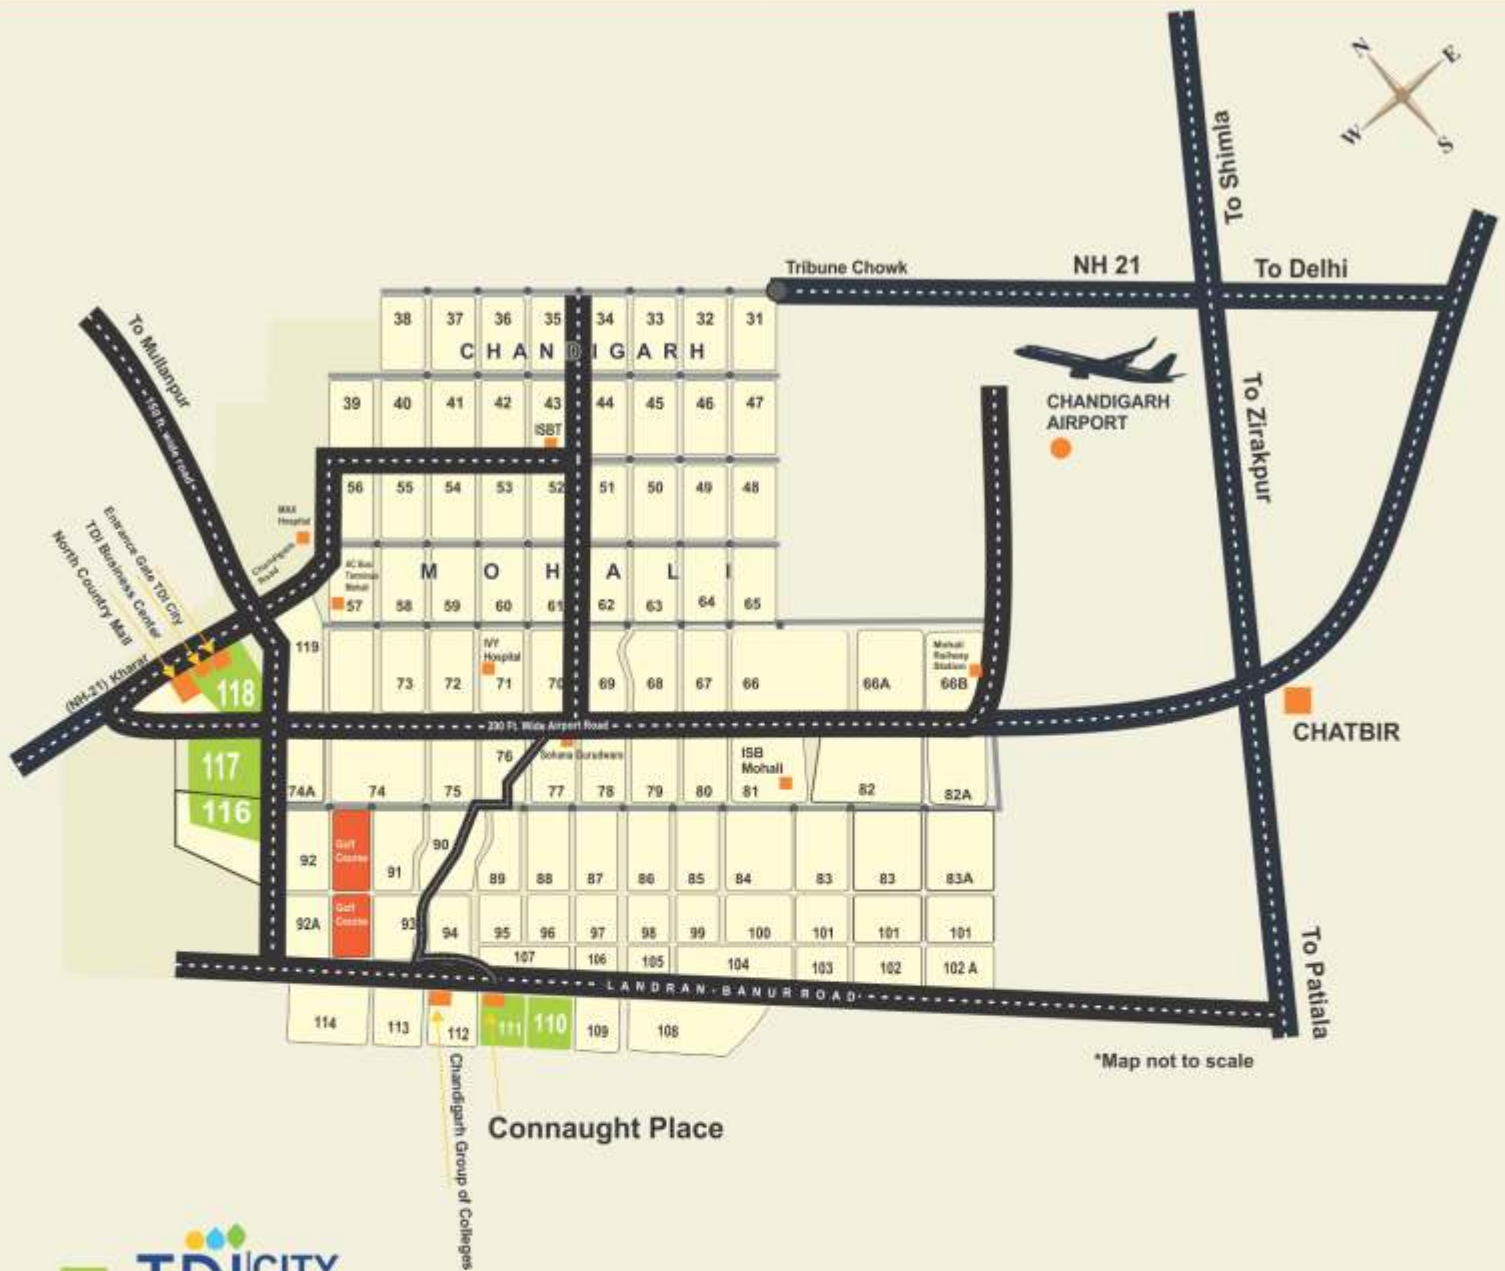 N
E
W
S
To Shimla
Tribune Chowk
NH 21
To Delhi
38 37 36 35 34 33 32 31
CHANDIGARH
To Mullanpur
150 ft. wide road
39 40 41 42 43 44 45 46 47
ISBT
CHANDIGARH
AIRPORT
To Zirakpur
56 55 54 53 52 51 50 49 48
MAX
Hospital
Chandigarh
Road
Entrance Gate TDI City
TDI Business Center
North Country Mall
(NH-21) Kharar
AC Bus
Terminus
Mohali
MOHALI
57 58 59 60 61 62 63 64 65
119
IVY
Hospital
Mohali
Railway
Station
118
73 72 71 70 69 68 67 66 66A 66B
200 Ft. Wide Airport Road
CHATBIR
117
76
Sohana Gurudwara
ISB
Mohali
74A 74 75 77 78 79 80 81 82 82A
116
Golf
Course
92 91 90 89 88 87 86 85 84 83 83 83A
Golf
Course
92A 93 94 95 96 97 98 99 100 101 101 101
107 106 105 104 103 102 102 A
LANDRAN-BANUR ROAD
To Patiala
114 113 112 111 110 109 108
*Map not to scale
Chandigarh Group of Colleges
Connaught Place
TDI CITY